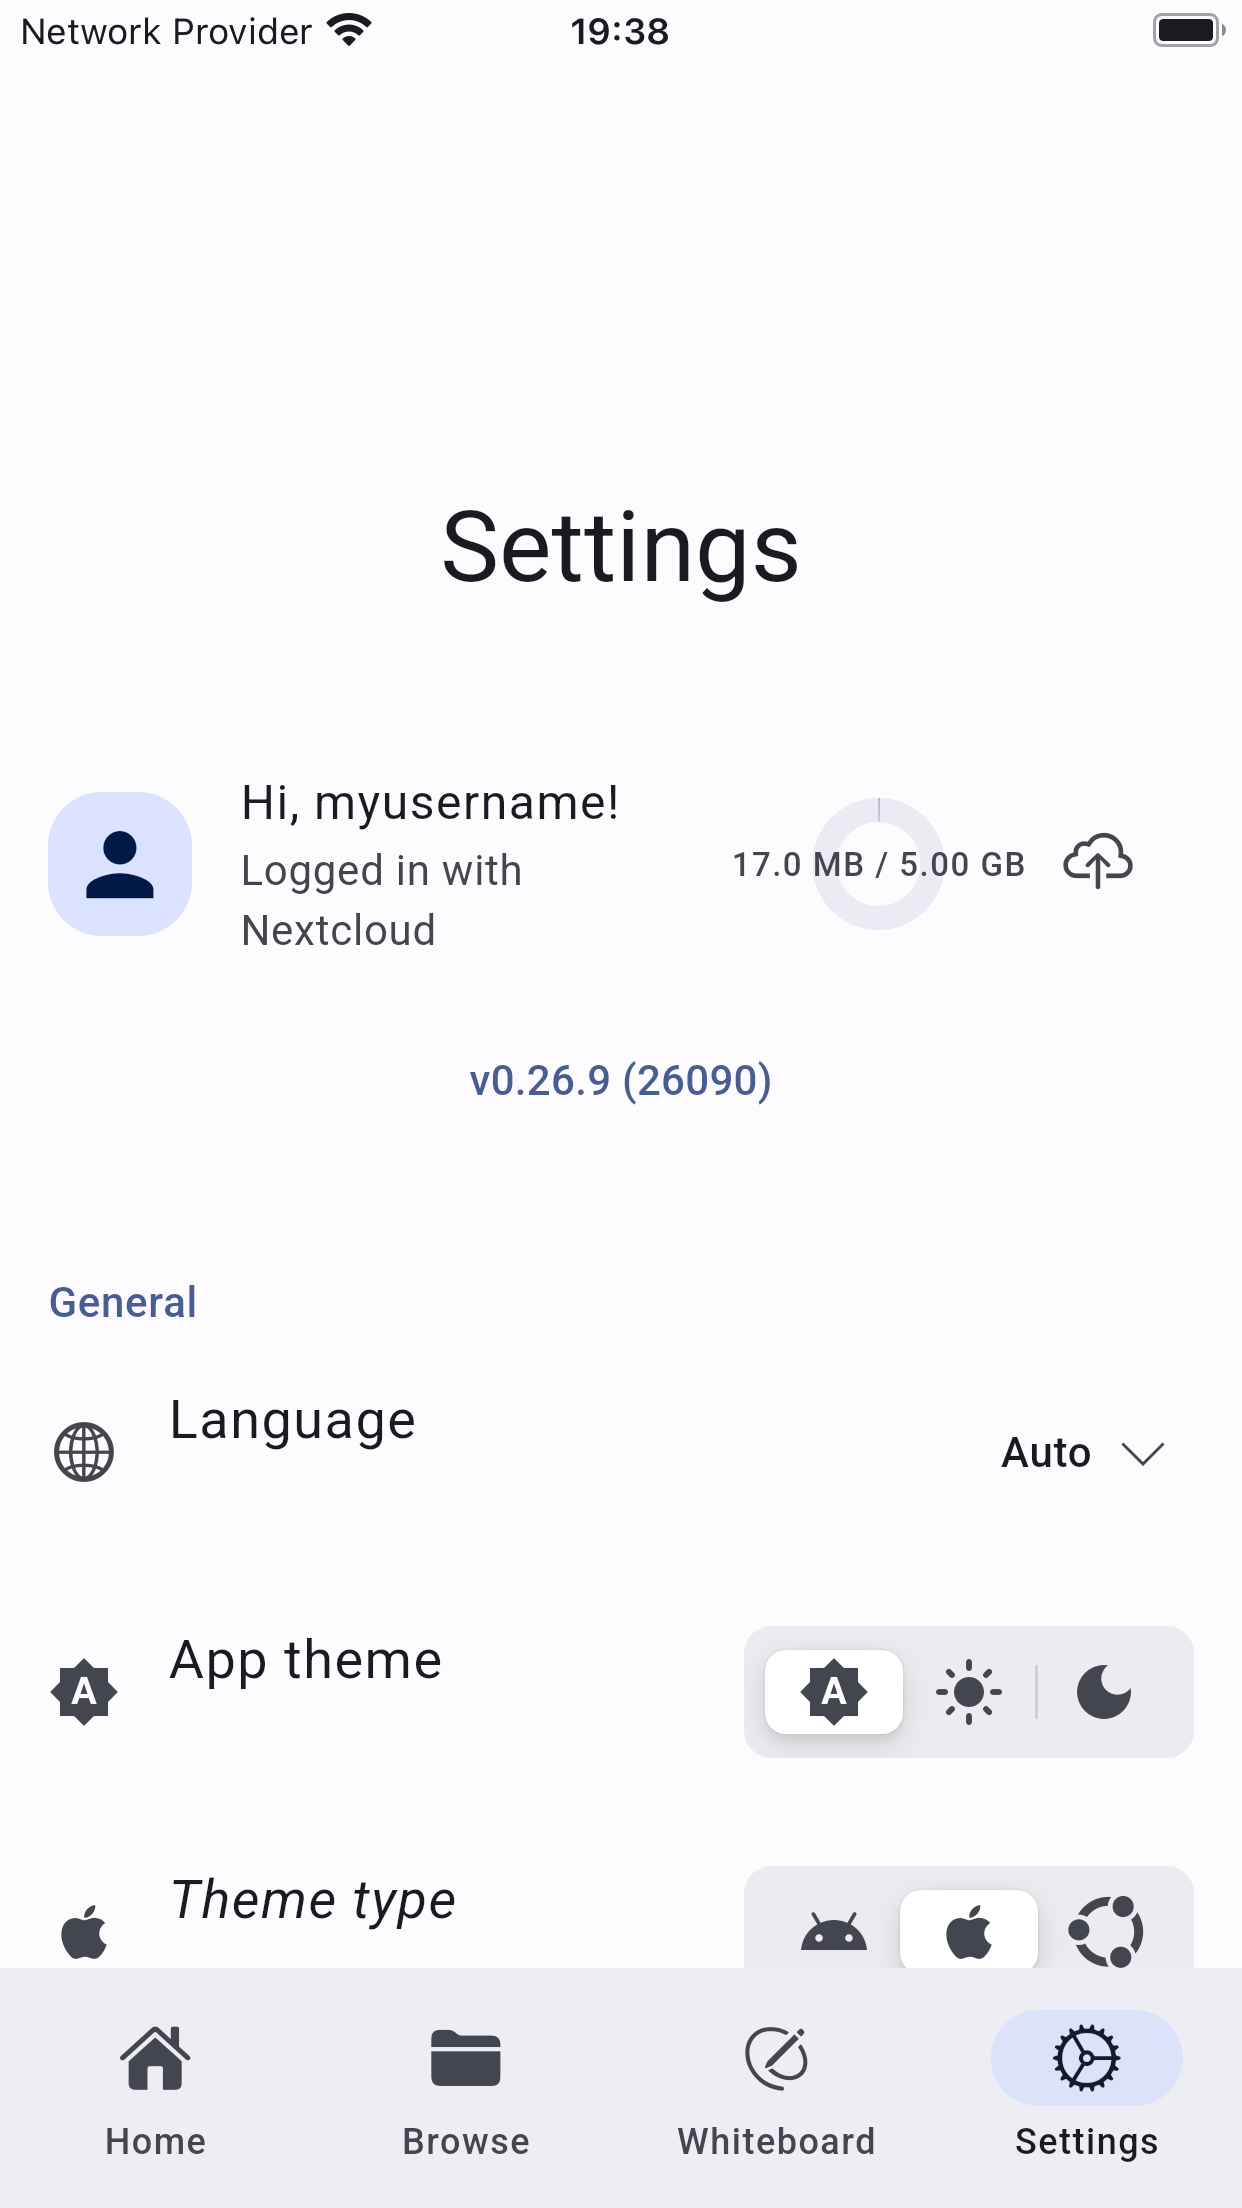 Network Provider
19:38
Settings
Hi, myusername!
Logged in with
Nextcloud
17.0 MB / 5.00 GB
v0.26.9 (26090)
General
Language
Auto
A
App theme
A
Theme type
Home
Browse
Whiteboard
Settings